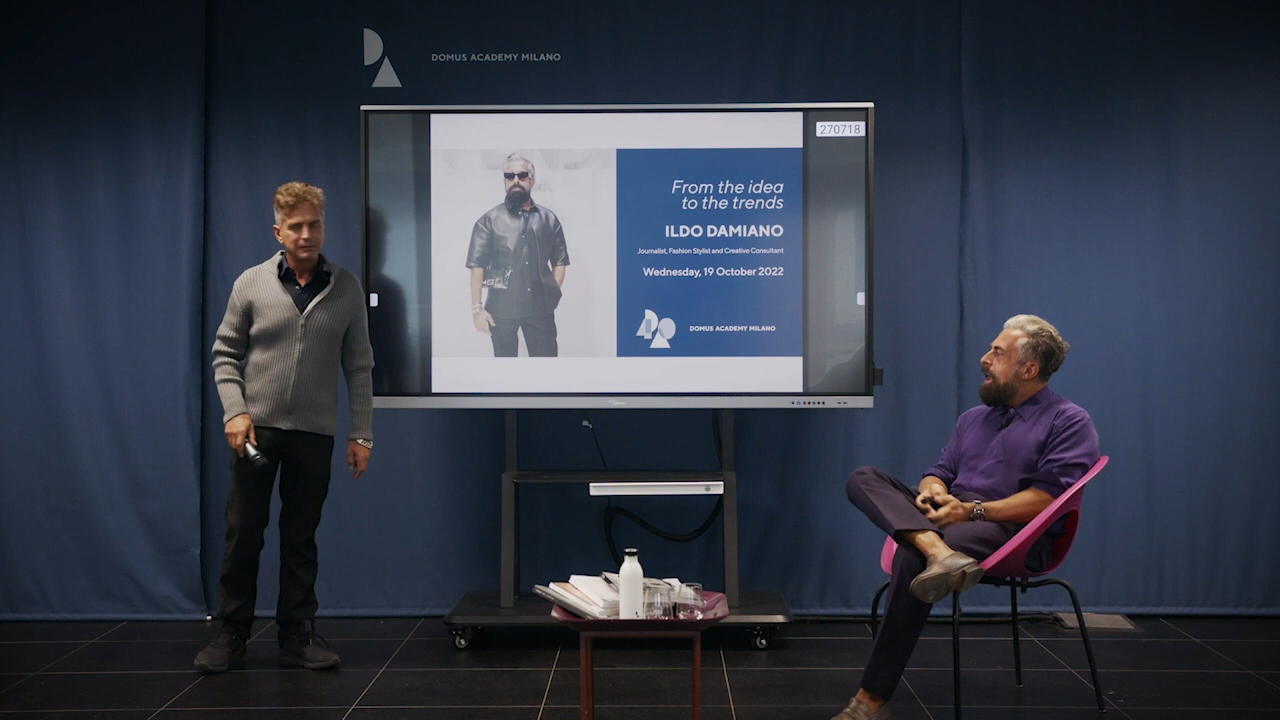 DOMUS ACADEMY MILANO
270718
From the idea
to the trends
ILDO DAMIANO
Journalist, Fashion Stylist and Creative Consultant
Wednesday, 19 October 2022
DOMUS ACADEMY MILANO